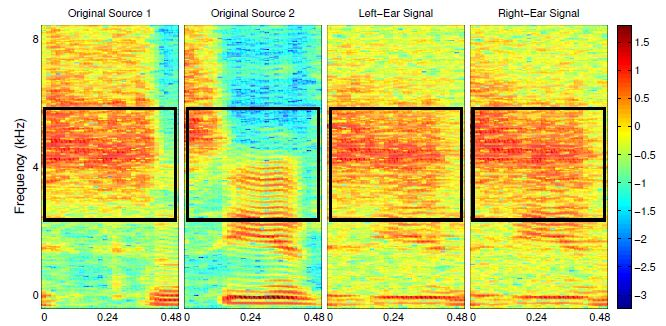 Original Source 1
Original Source 2
Left-Ear Signal
Right-Ear Signal
Frequency (kHz)
8
4
0
0 0.24 0.48
0 0.24 0.48
0 0.24 0.48
0 0.24 0.48
1.5
1
0.5
0
-0.5
-1
-1.5
-2
-2.5
-3